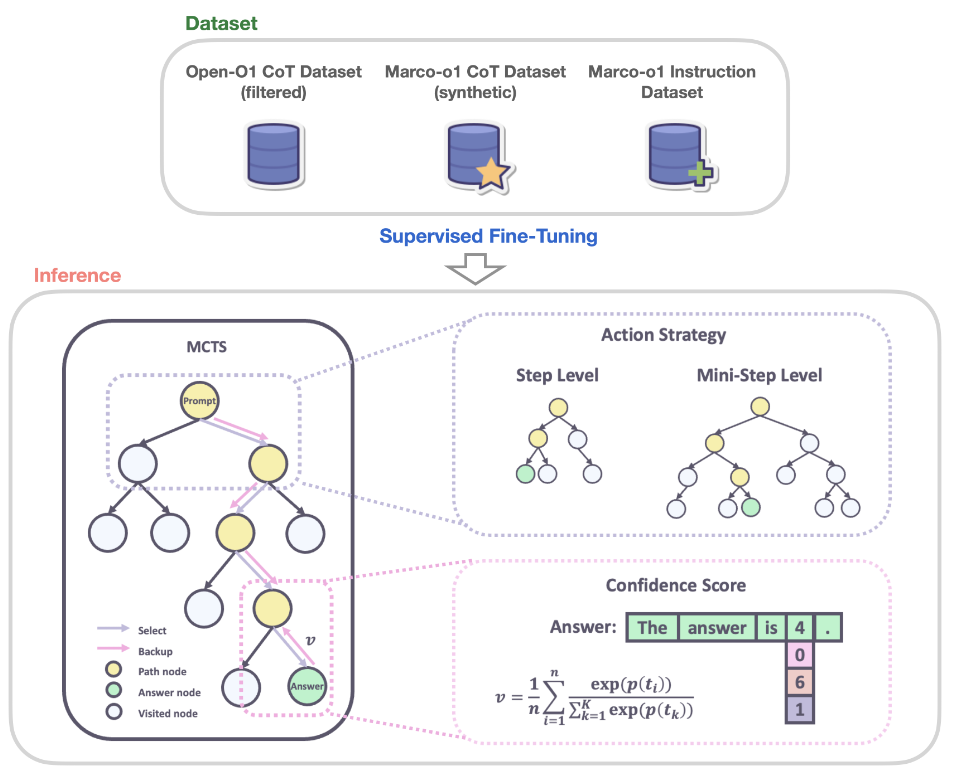 Dataset
Open-O1 CoT Dataset
(filtered)
Marco-o1 CoT Dataset
(synthetic)
Marco-o1 Instruction
Dataset
Supervised Fine-Tuning
Inference
MCTS
Prompt
v
Answer
Select
Backup
Path node
Answer node
Visited node
Action Strategy
Step Level
Mini-Step Level
Confidence Score
Answer: The answer is 4 .
0
6
1
v = \frac{1}{n} \sum_{i=1}^{n} \frac{\exp(p(t_i))}{\sum_{k=1}^{K} \exp(p(t_k))}